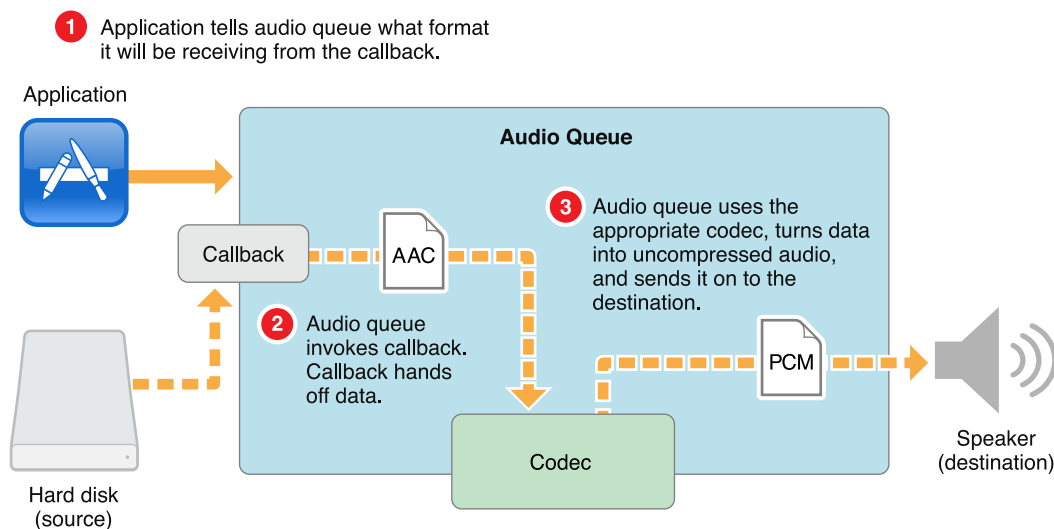 1 Application tells audio queue what format
it will be receiving from the callback.
Application
Audio Queue
3 Audio queue uses the
appropriate codec, turns data
into uncompressed audio,
and sends it on to the
destination.
Callback
AAC
2 Audio queue
invokes callback.
Callback hands
off data.
PCM
Codec
Speaker
(destination)
Hard disk
(source)